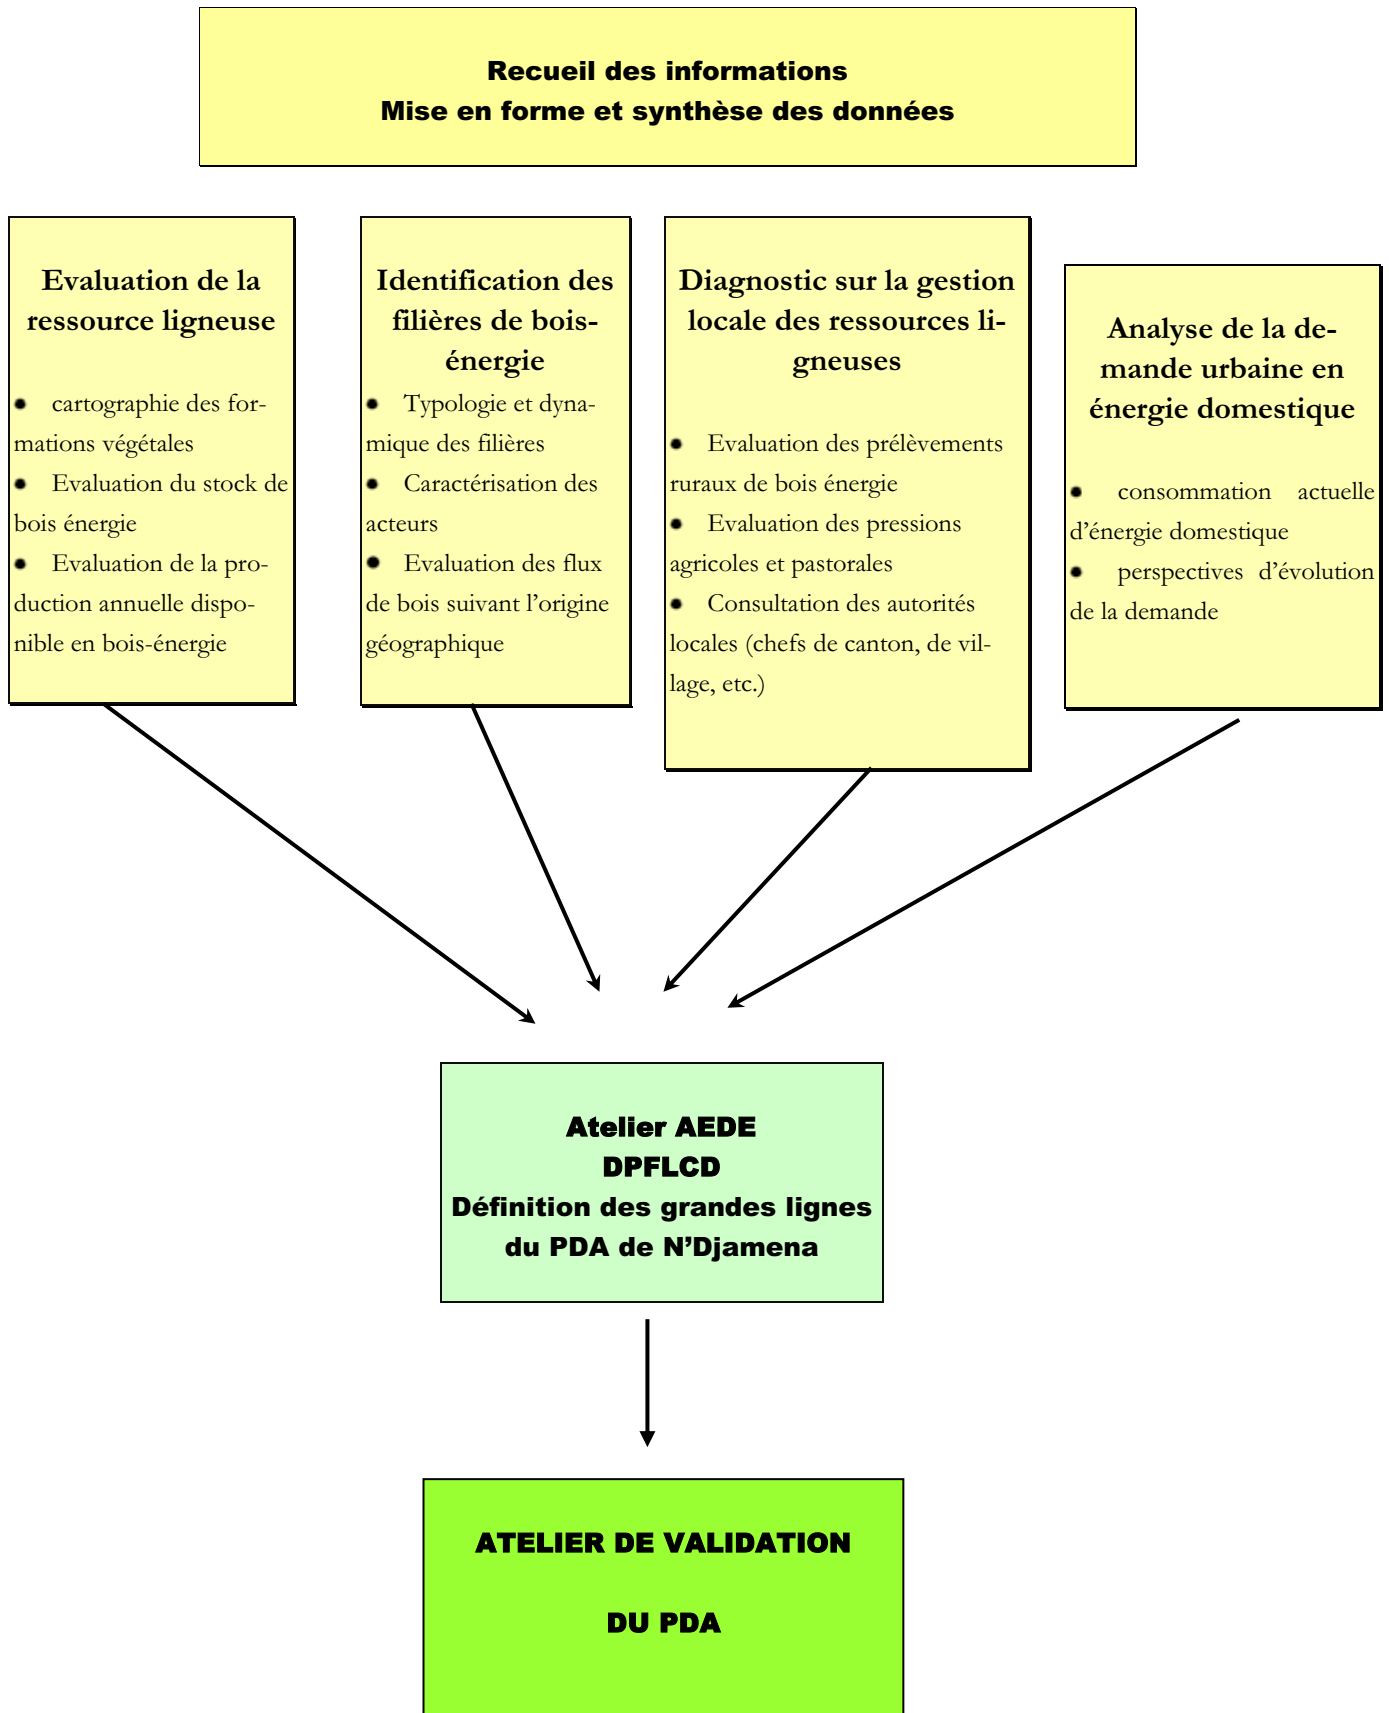 Recueil des informations
Mise en forme et synthèse des données
Evaluation de la
ressource ligneuse
● cartographie des for-
mations végétales
● Evaluation du stock de
bois énergie
● Evaluation de la pro-
duction annuelle dispo-
nible en bois-énergie
Identification des
filières de bois-
énergie
● Typologie et dyna-
mique des filières
● Caractérisation des
acteurs
● Evaluation des flux
de bois suivant l’origine
géographique
Diagnostic sur la gestion
locale des ressources li-
gneuses
● Evaluation des prélèvements
ruraux de bois énergie
● Evaluation des pressions
agricoles et pastorales
● Consultation des autorités
locales (chefs de canton, de vil-
lage, etc.)
Analyse de la de-
mande urbaine en
énergie domestique
● consommation actuelle
d’énergie domestique
● perspectives d’évolution
de la demande
Atelier AEDE
DPFLCD
Définition des grandes lignes
du PDA de N’Djamena
ATELIER DE VALIDATION
DU PDA